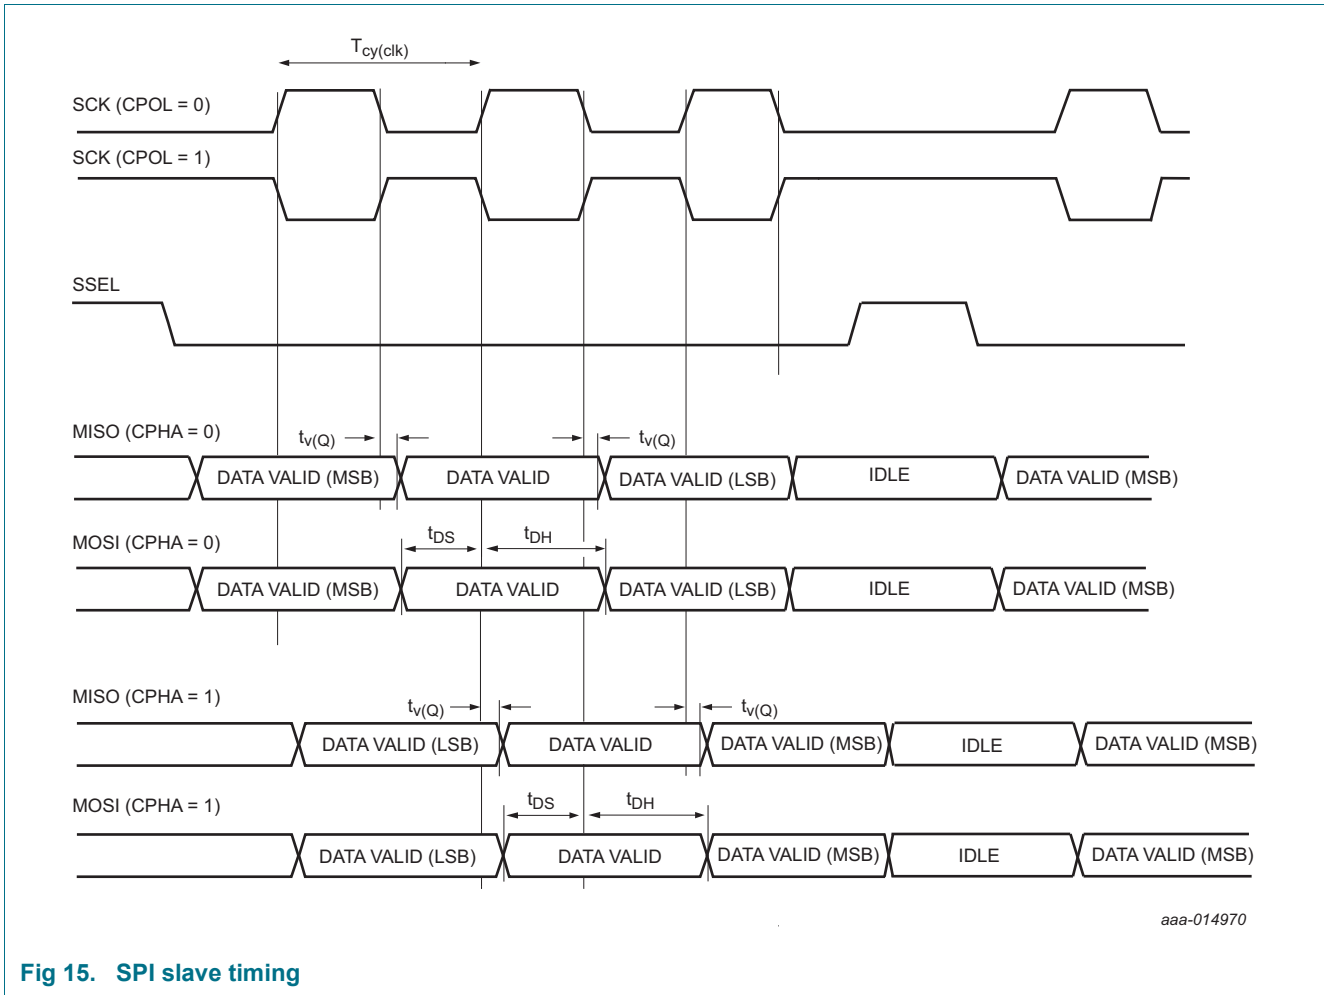 Tcy(clk)
SCK (CPOL = 0)
SCK (CPOL = 1)
SSEL
MISO (CPHA = 0)
tv(Q) tv(Q)
DATA VALID (MSB) DATA VALID DATA VALID (LSB) IDLE DATA VALID (MSB)
MOSI (CPHA = 0)
tDS tDH
DATA VALID (MSB) DATA VALID DATA VALID (LSB) IDLE DATA VALID (MSB)
MISO (CPHA = 1)
tv(Q) tv(Q)
DATA VALID (LSB) DATA VALID DATA VALID (MSB) IDLE DATA VALID (MSB)
MOSI (CPHA = 1)
tDS tDH
DATA VALID (LSB) DATA VALID DATA VALID (MSB) IDLE DATA VALID (MSB)
aaa-014970
Fig 15. SPI slave timing